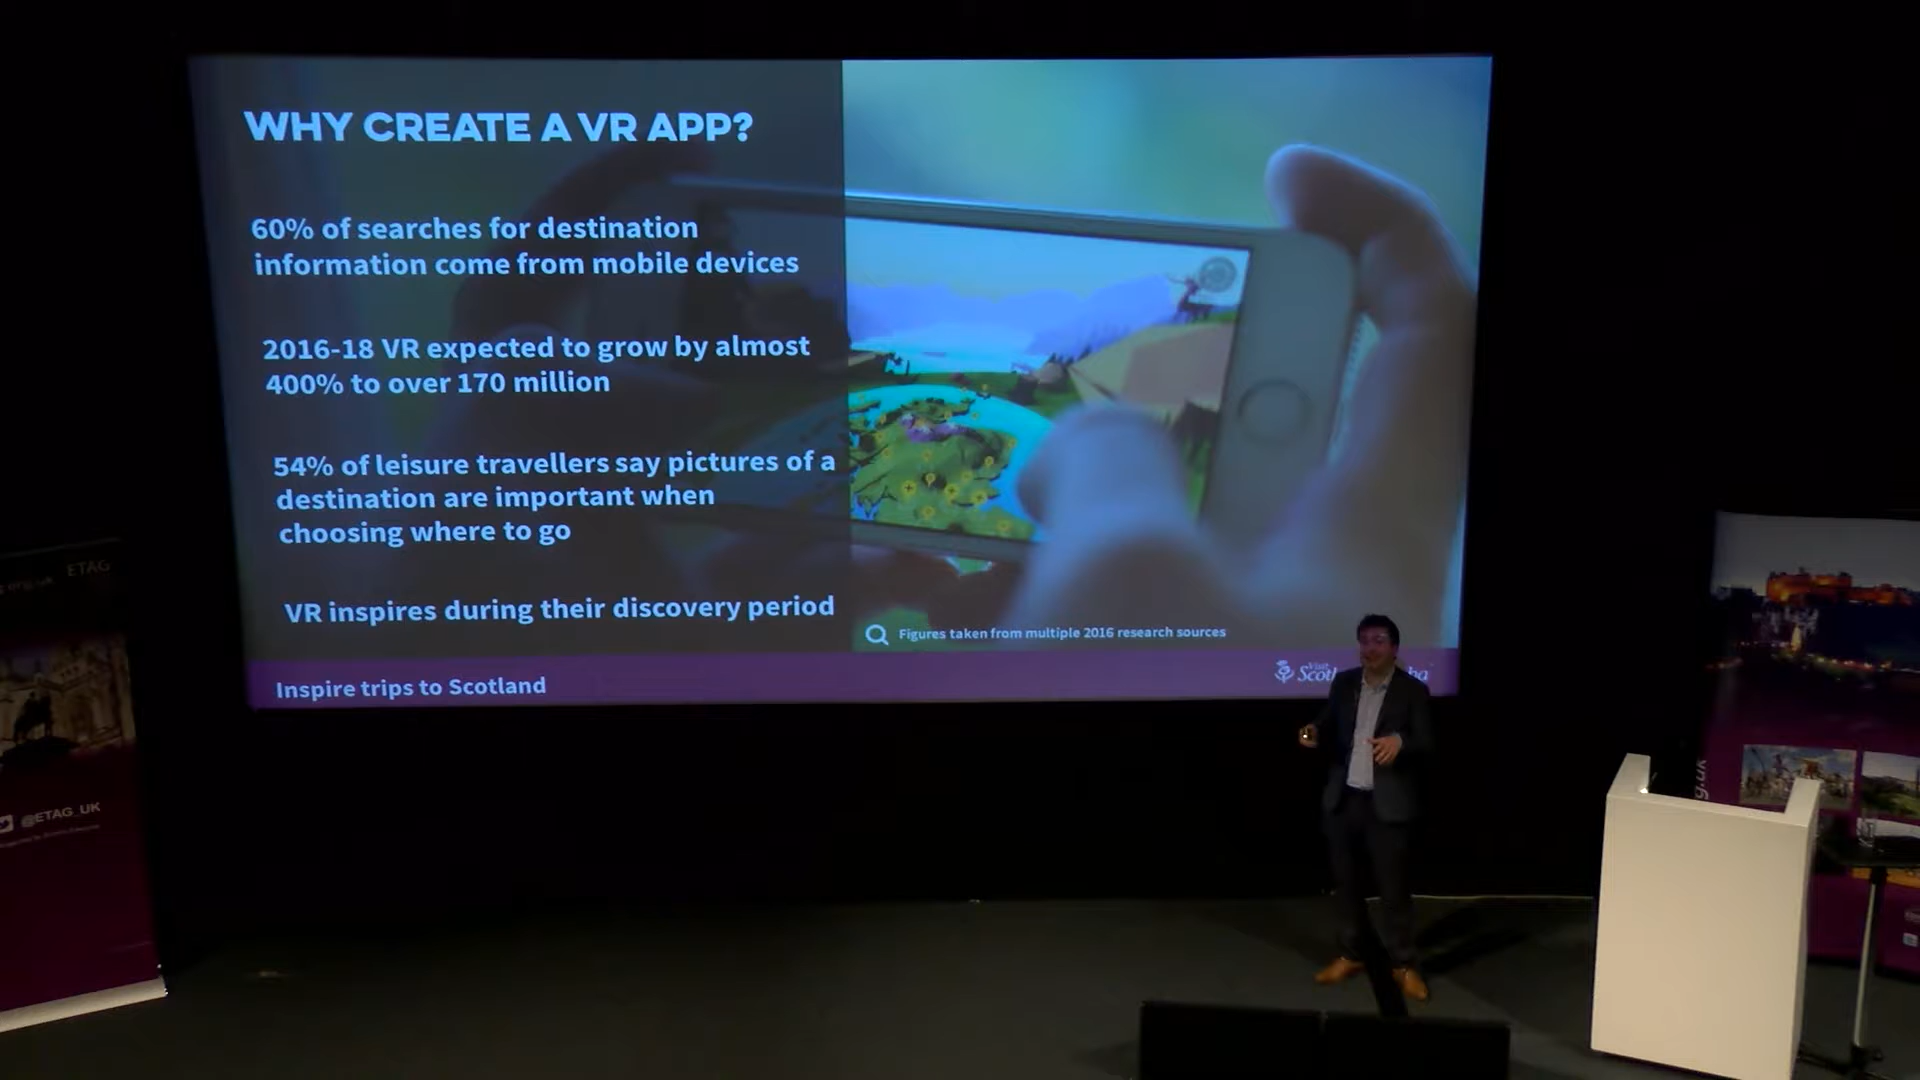 WHY CREATE A VR APP?
60% of searches for destination
information come from mobile devices
2016-18 VR expected to grow by almost
400% to over 170 million
54% of leisure travellers say pictures of a
destination are important when
choosing where to go
VR inspires during their discovery period
Figures taken from multiple 2016 research sources
Inspire trips to Scotland
Visit
ETAG
@ETAG_UK